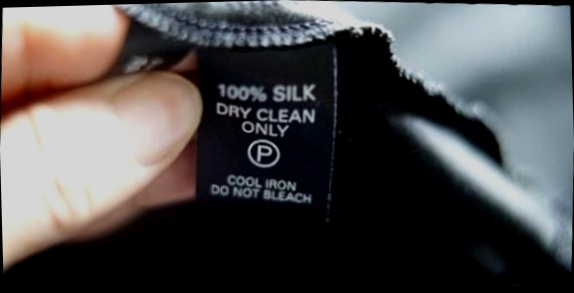 100% SILK
DRY CLEAN
ONLY
P
COOL IRON
DO NOT BLEACH